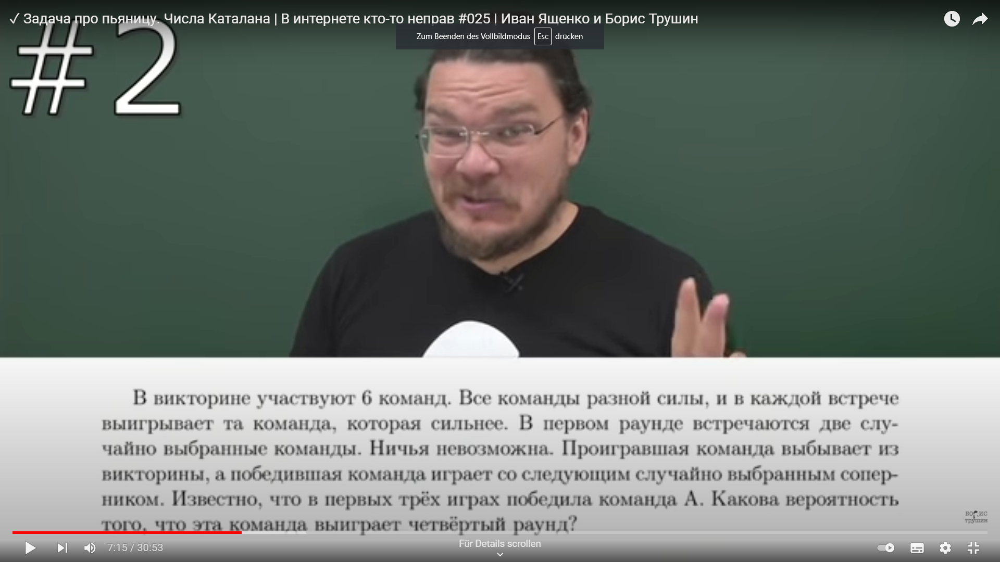 ✓ Задача про пьяницу. Числа Каталана | В интернете кто-то неправ #025 | Иван Ященко и Борис Трушин
Zum Beenden des Vollbildmodus Esc drücken
#2
В викторине участвуют 6 команд. Все команды разной силы, и в каждой встрече
выигрывает та команда, которая сильнее. В первом раунде встречаются две слу-
чайно выбранные команды. Ничья невозможна. Проигравшая команда выбывает из
викторины, а победившая команда играет со следующим случайно выбранным сопер-
ником. Известно, что в первых трёх играх победила команда А. Какова вероятность
того, что эта команда выиграет четвёртый раунд?
БОРИС
трушин
7:15 / 30:53
Für Details scrollen